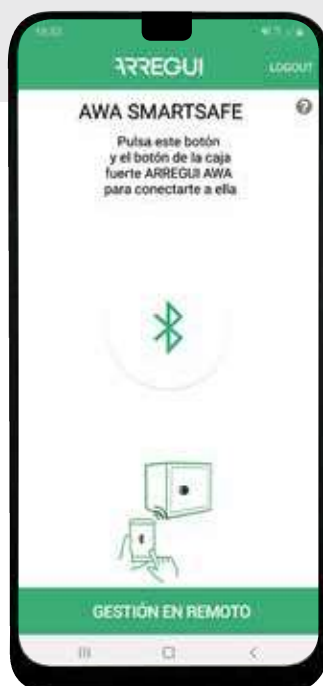 ARREGUI
LOGOUT
AWA SMARTSAFE
?
Pulsa este botón
y el botón de la caja
fuerte ARREGUI AWA
para conectarte a ella
GESTIÓN EN REMOTO